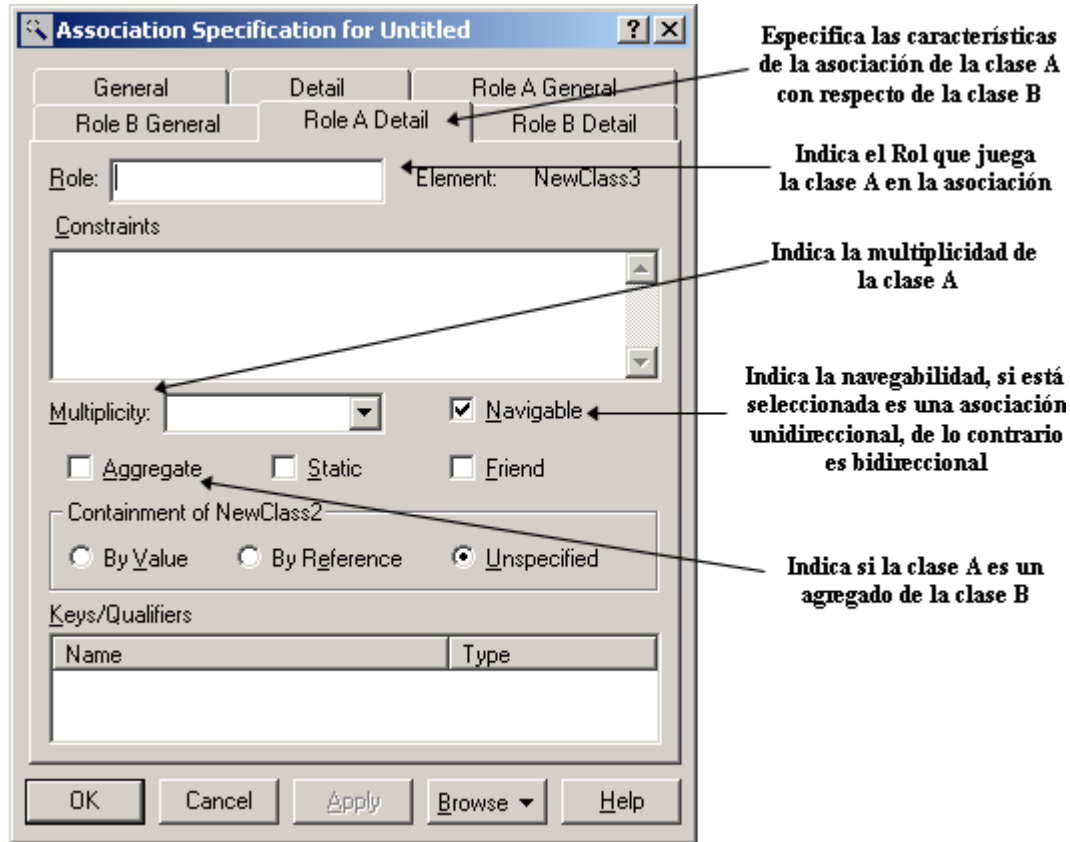 Association Specification for Untitled
General
Detail
Role A General
Role B General
Role A Detail
Role B Detail
Role:
Element:
NewClass3
Constraints
Multiplicity:
Navigable
Aggregate
Static
Friend
Containment of NewClass2
By Value
By Reference
Unspecified
Keys/Qualifiers
Name
Type
OK
Cancel
Apply
Browse
Help
Especifica las características
de la asociación de la clase A
con respecto de la clase B
Indica el Rol que juega
la clase A en la asociación
Indica la multiplicidad de
la clase A
Indica la navegabilidad, si está
seleccionada es una asociación
unidireccional, de lo contrario
es bidireccional
Indica si la clase A es un
agregado de la clase B